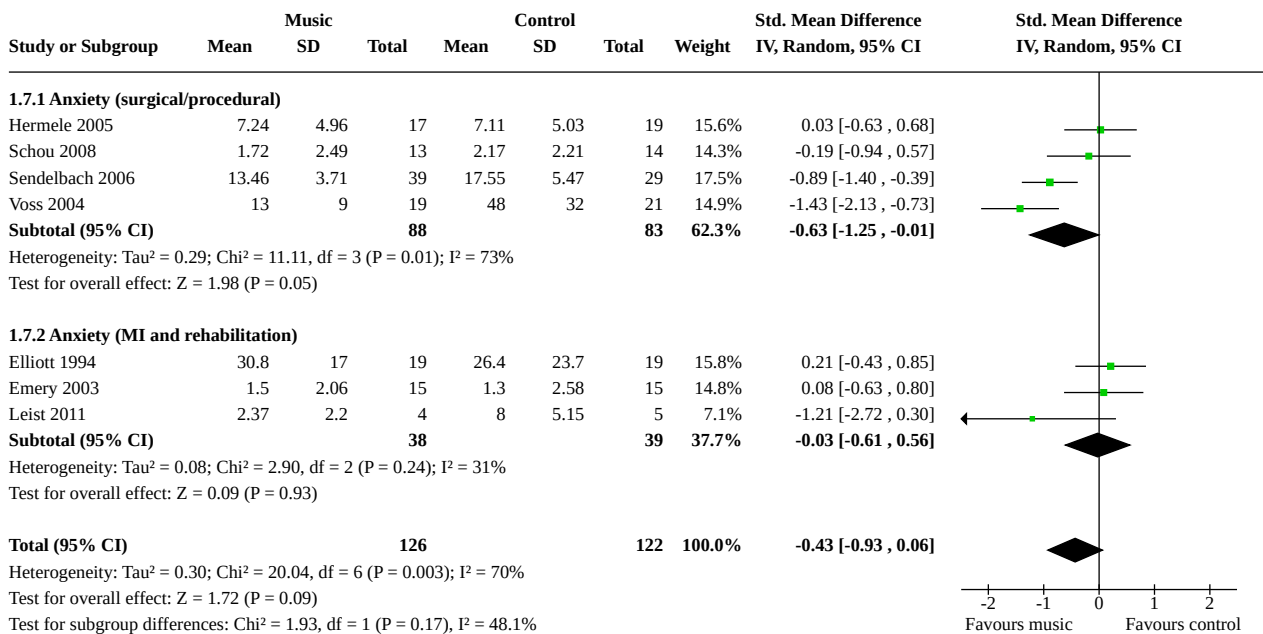 Music Control Std. Mean Difference Std. Mean Difference
Study or Subgroup Mean SD Total Mean SD Total Weight IV, Random, 95% CI IV, Random, 95% CI
1.7.1 Anxiety (surgical/procedural)
Hermele 2005 7.24 4.96 17 7.11 5.03 19 15.6% 0.03 [-0.63 , 0.68]
Schou 2008 1.72 2.49 13 2.17 2.21 14 14.3% -0.19 [-0.94 , 0.57]
Sendelbach 2006 13.46 3.71 39 17.55 5.47 29 17.5% -0.89 [-1.40 , -0.39]
Voss 2004 13 9 19 48 32 21 14.9% -1.43 [-2.13 , -0.73]
Subtotal (95% CI) 88 83 62.3% -0.63 [-1.25 , -0.01]
Heterogeneity: Tau² = 0.29; Chi² = 11.11, df = 3 (P = 0.01); I² = 73%
Test for overall effect: Z = 1.98 (P = 0.05)
1.7.2 Anxiety (MI and rehabilitation)
Elliott 1994 30.8 17 19 26.4 23.7 19 15.8% 0.21 [-0.43 , 0.85]
Emery 2003 1.5 2.06 15 1.3 2.58 15 14.8% 0.08 [-0.63 , 0.80]
Leist 2011 2.37 2.2 4 8 5.15 5 7.1% -1.21 [-2.72 , 0.30]
Subtotal (95% CI) 38 39 37.7% -0.03 [-0.61 , 0.56]
Heterogeneity: Tau² = 0.08; Chi² = 2.90, df = 2 (P = 0.24); I² = 31%
Test for overall effect: Z = 0.09 (P = 0.93)
Total (95% CI) 126 122 100.0% -0.43 [-0.93 , 0.06]
Heterogeneity: Tau² = 0.30; Chi² = 20.04, df = 6 (P = 0.003); I² = 70%
Test for overall effect: Z = 1.72 (P = 0.09)
-2 -1 0 1 2
Test for subgroup differences: Chi² = 1.93, df = 1 (P = 0.17), I² = 48.1%
Favours music Favours control